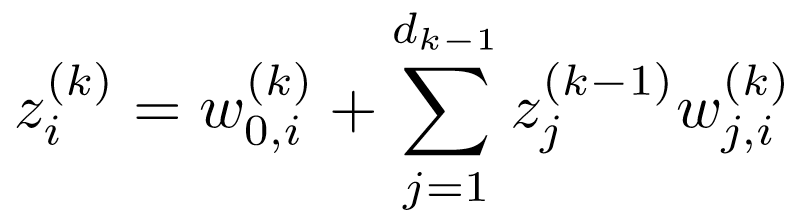 z_i^{(k)} = w_{0,i}^{(k)} + \sum_{j=1}^{d_{k-1}} z_j^{(k-1)} w_{j,i}^{(k)}